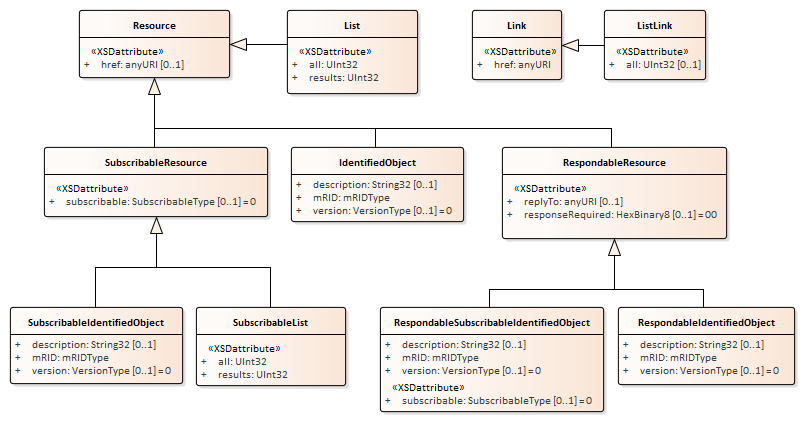 Resource
«XSDattribute»
+ href: anyURI [0..1]
List
«XSDattribute»
+ all: UInt32
+ results: UInt32
Link
«XSDattribute»
+ href: anyURI
ListLink
«XSDattribute»
+ all: UInt32 [0..1]
SubscribableResource
«XSDattribute»
+ subscribable: SubscribableType [0..1] = 0
IdentifiedObject
+ description: String32 [0..1]
+ mRID: mRIDType
+ version: VersionType [0..1] = 0
RespondableResource
«XSDattribute»
+ replyTo: anyURI [0..1]
+ responseRequired: HexBinary8 [0..1] = 00
SubscribableIdentifiedObject
+ description: String32 [0..1]
+ mRID: mRIDType
+ version: VersionType [0..1] = 0
SubscribableList
«XSDattribute»
+ all: UInt32
+ results: UInt32
RespondableSubscribableIdentifiedObject
+ description: String32 [0..1]
+ mRID: mRIDType
+ version: VersionType [0..1] = 0
«XSDattribute»
+ subscribable: SubscribableType [0..1] = 0
RespondableIdentifiedObject
+ description: String32 [0..1]
+ mRID: mRIDType
+ version: VersionType [0..1] = 0